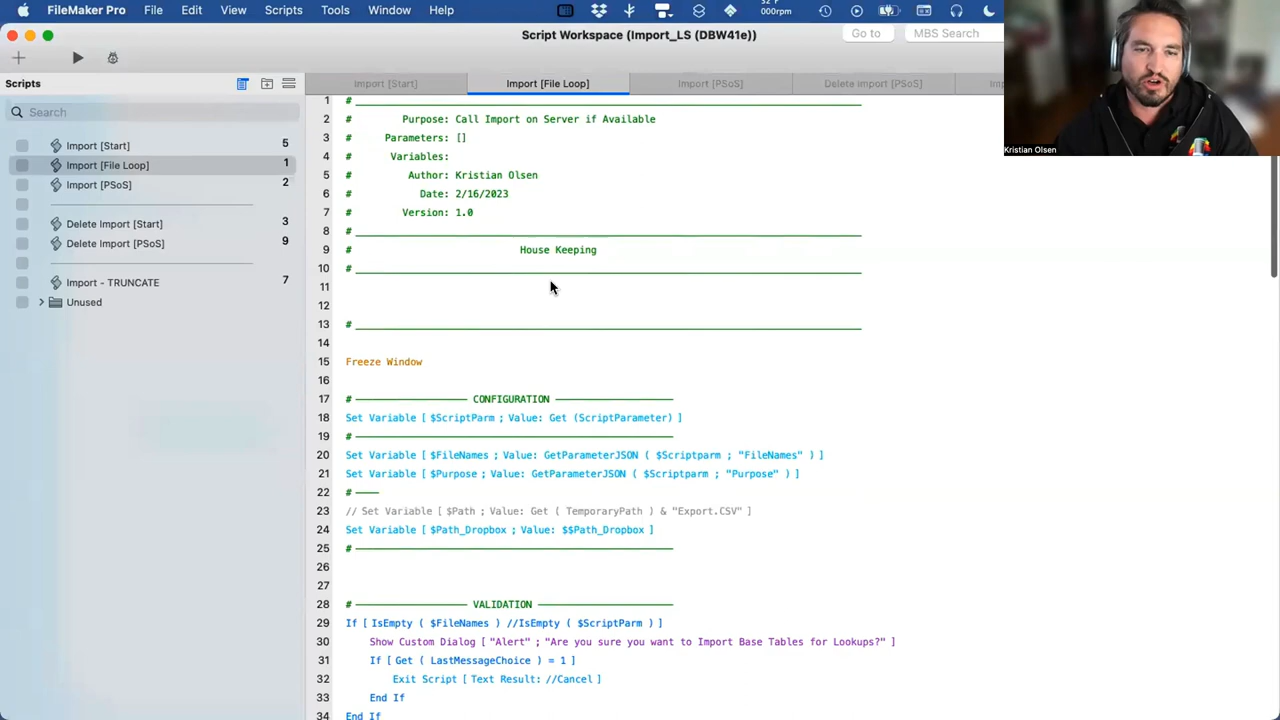 FileMaker Pro File Edit View Scripts Tools Window Help
000rpm
Script Workspace (Import_LS (DBW41e))
Go to
MBS Search
Scripts
Import [Start]
Import [File Loop]
Import [PSoS]
Delete Import [PSoS]
Search
Import [Start] 5
Import [File Loop] 1
Import [PSoS] 2
Delete Import [Start] 3
Delete Import [PSoS] 9
Import - TRUNCATE 7
Unused
Kristian Olsen
1 #
2 # Purpose: Call Import on Server if Available
3 # Parameters: []
4 # Variables:
5 # Author: Kristian Olsen
6 # Date: 2/16/2023
7 # Version: 1.0
8 #
9 # House Keeping
10 #
11
12
13 #
14
15 Freeze Window
16
17 # CONFIGURATION
18 Set Variable [ $ScriptParm ; Value: Get (ScriptParameter) ]
19 #
20 Set Variable [ $FileNames ; Value: GetParameterJSON ( $Scriptparm ; "FileNames" ) ]
21 Set Variable [ $Purpose ; Value: GetParameterJSON ( $Scriptparm ; "Purpose" ) ]
22 #
23 // Set Variable [ $Path ; Value: Get ( TemporaryPath ) & "Export.CSV" ]
24 Set Variable [ $Path_Dropbox ; Value: $$Path_Dropbox ]
25 #
26
27
28 # VALIDATION
29 If [ IsEmpty ( $FileNames ) //IsEmpty ( $ScriptParm ) ]
30 Show Custom Dialog [ "Alert" ; "Are you sure you want to Import Base Tables for Lookups?" ]
31 If [ Get ( LastMessageChoice ) = 1 ]
32 Exit Script [ Text Result: //Cancel ]
33 End If
34 End If